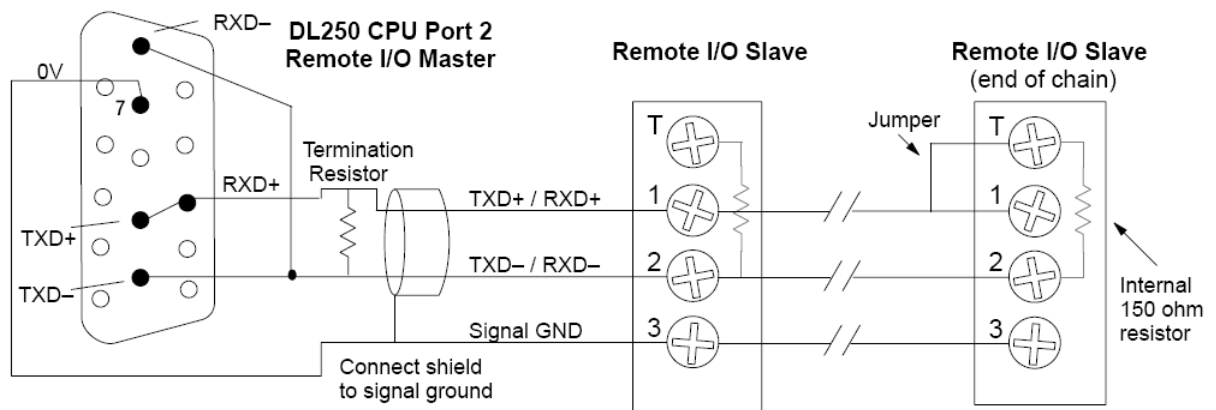 RXD–
DL250 CPU Port 2
Remote I/O Master
0V
7
RXD+
TXD+
TXD–
Termination
Resistor
TXD+ / RXD+
TXD– / RXD–
Signal GND
Connect shield
to signal ground
Remote I/O Slave
T
1
2
3
Jumper
Remote I/O Slave
(end of chain)
T
1
2
3
Internal
150 ohm
resistor